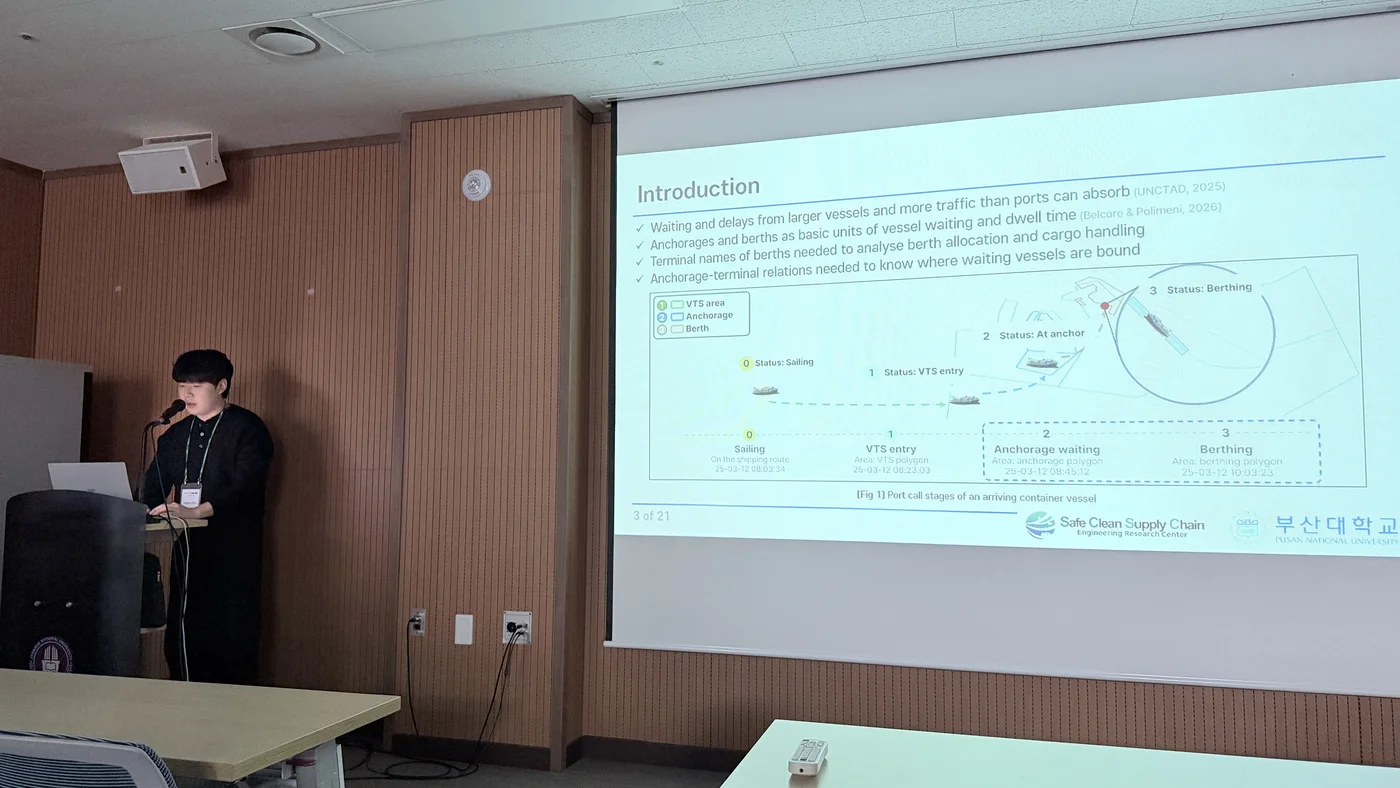 Introduction
✓ Waiting and delays from larger vessels and more traffic than ports can absorb (UNCTAD, 2025)
✓ Anchorages and berths as basic units of vessel waiting and dwell time (Belcore & Polimeni, 2026)
✓ Terminal names of berths needed to analyse berth allocation and cargo handling
✓ Anchorage-terminal relations needed to know where waiting vessels are bound
1 VTS area
2 Anchorage
3 Berth
3 Status: Berthing
2 Status: At anchor
0 Status: Sailing
1 Status: VTS entry
0 1 2 3
Sailing VTS entry Anchorage waiting Berthing
On the shipping route Area: VTS polygon Area: anchorage polygon Area: berthing polygon
25-03-12 08:03:34 25-03-12 08:23:03 25-03-12 08:45:12 25-03-12 10:03:23
[Fig 1] Port call stages of an arriving container vessel
3 of 21
Safe Clean Supply Chain
Engineering Research Center
부산대학교
PUSAN NATIONAL UNIVERSITY